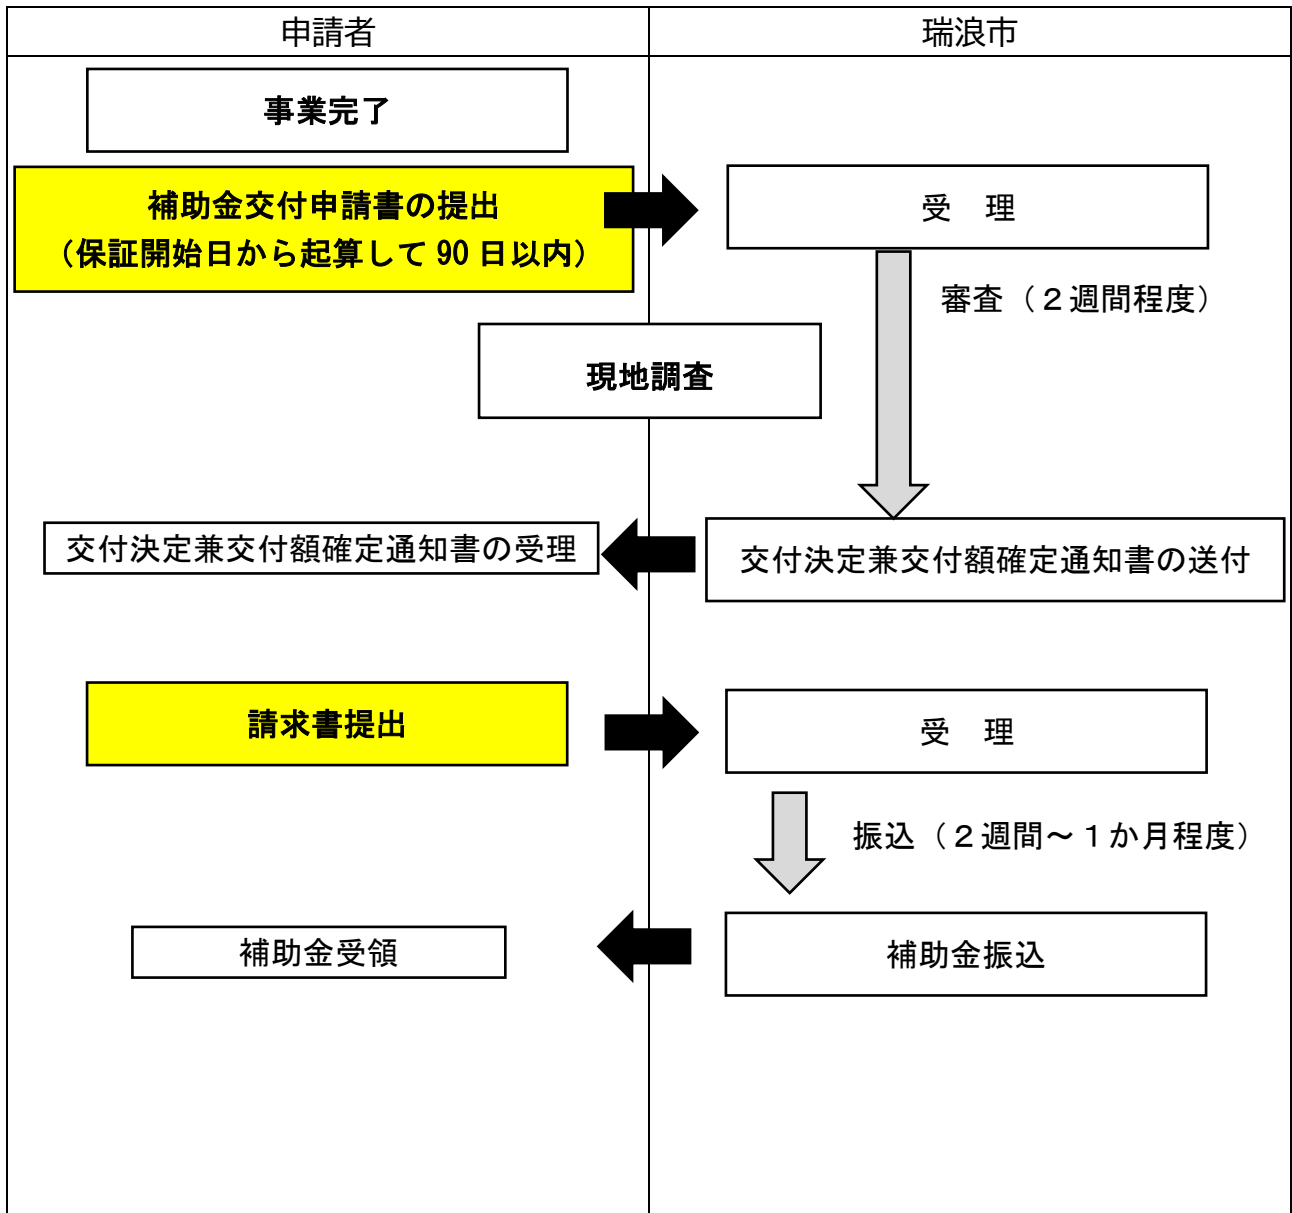 申請者
瑞浪市
事業完了
補助金交付申請書の提出
（保証開始日から起算して 90 日以内）
受　理
審査（２週間程度）
現地調査
交付決定兼交付額確定通知書の受理
交付決定兼交付額確定通知書の送付
請求書提出
受　理
振込（２週間～１か月程度）
補助金受領
補助金振込